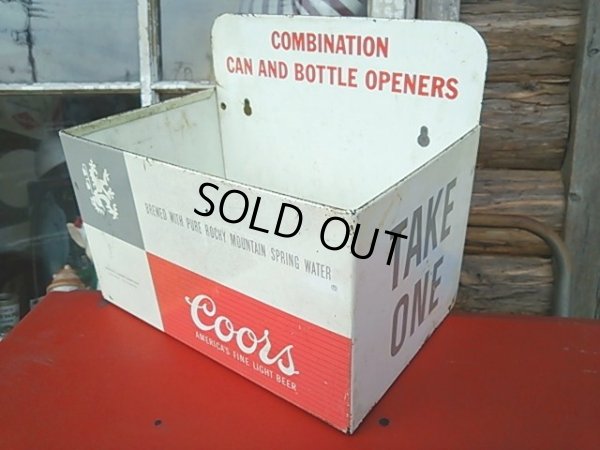 COMBINATION
CAN AND BOTTLE OPENERS
BREWED WITH PURE ROCKY MOUNTAIN SPRING WATER
SOLD OUT
TAKE
ONE
Coors
AMERICA'S FINE LIGHT BEER